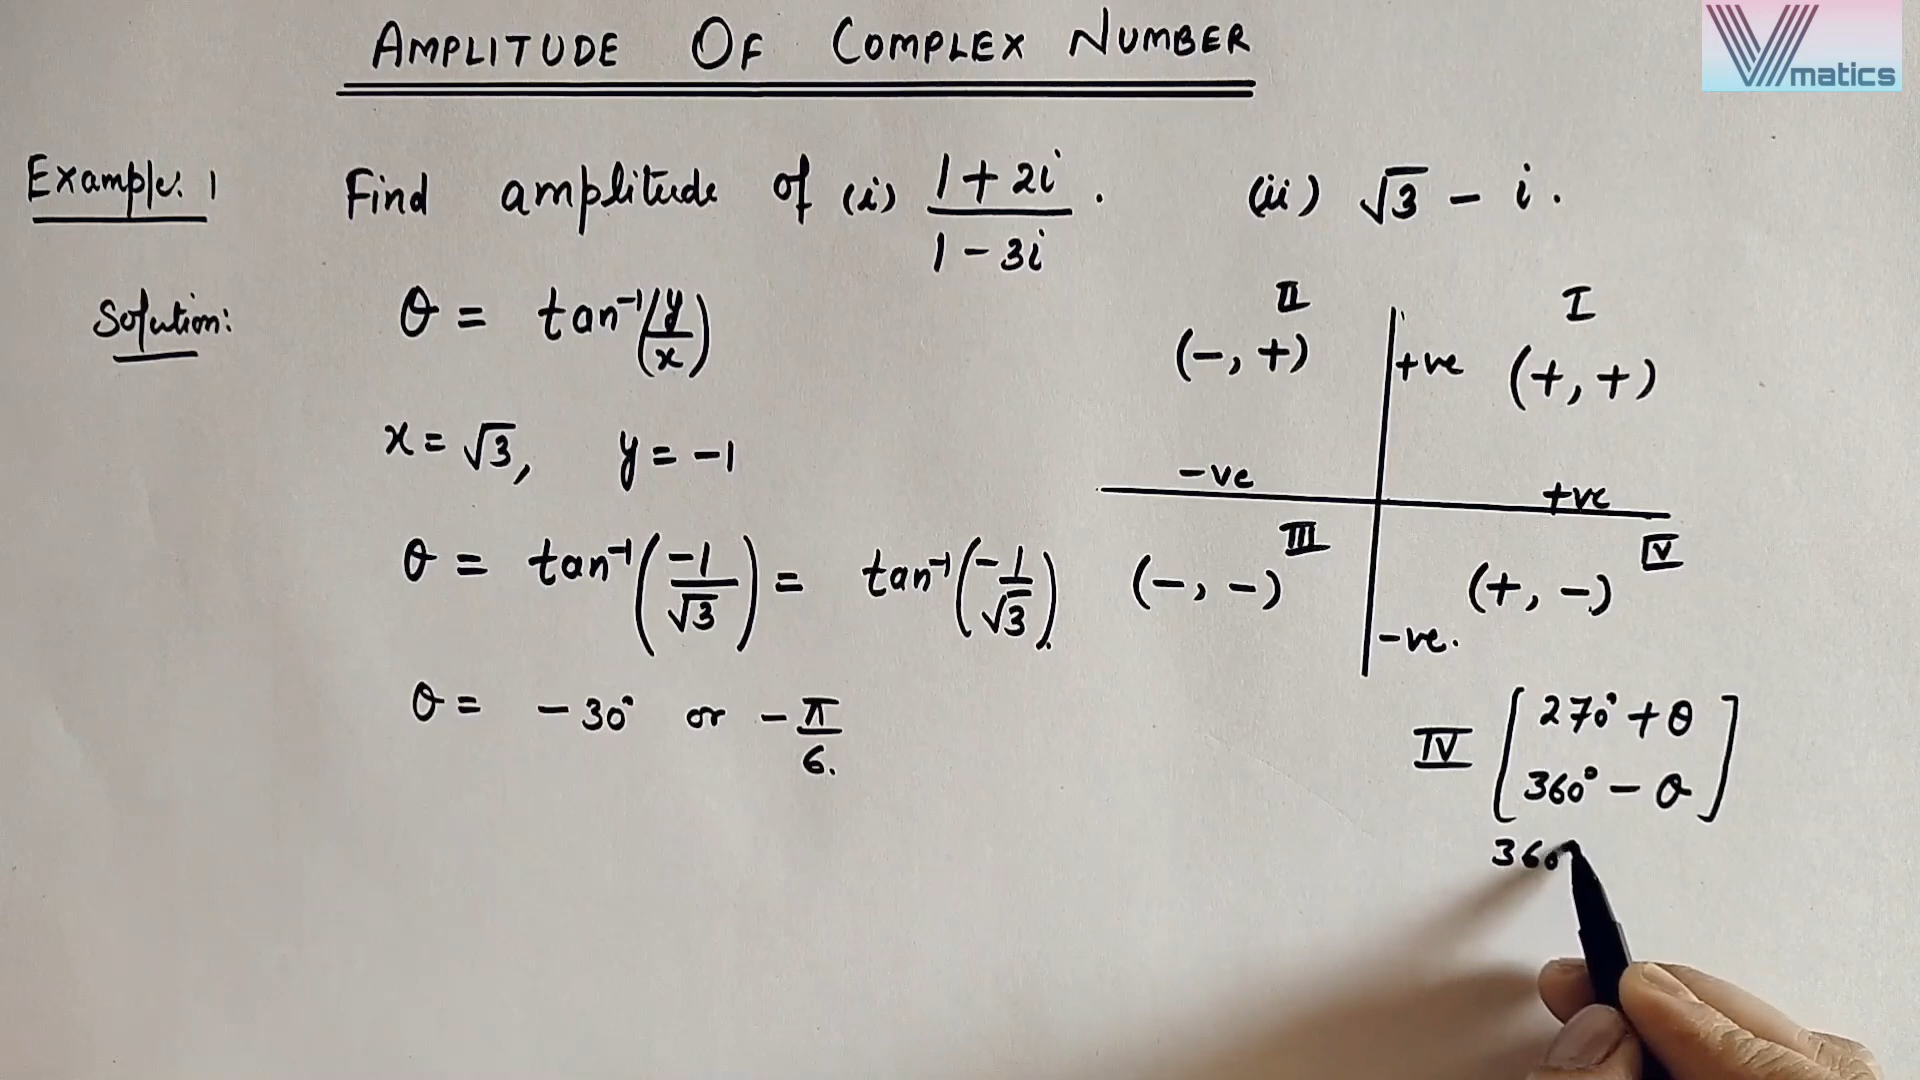 AMPLITUDE OF COMPLEX NUMBER
Vmatics
Example: 1 Find amplitude of (i) (1 + 2i)/(1 - 3i). (ii) √3 - i.
Solution: θ = tan⁻¹(y/x)
x = √3, y = -1
θ = tan⁻¹(-1/√3) = tan⁻¹(-1/√3).
θ = -30° or -π/6.
II I
(-, +) +ve (+, +)
-ve +ve
III IV
(-, -) (+, -)
-ve.
IV [270° + θ
360° - θ]
360